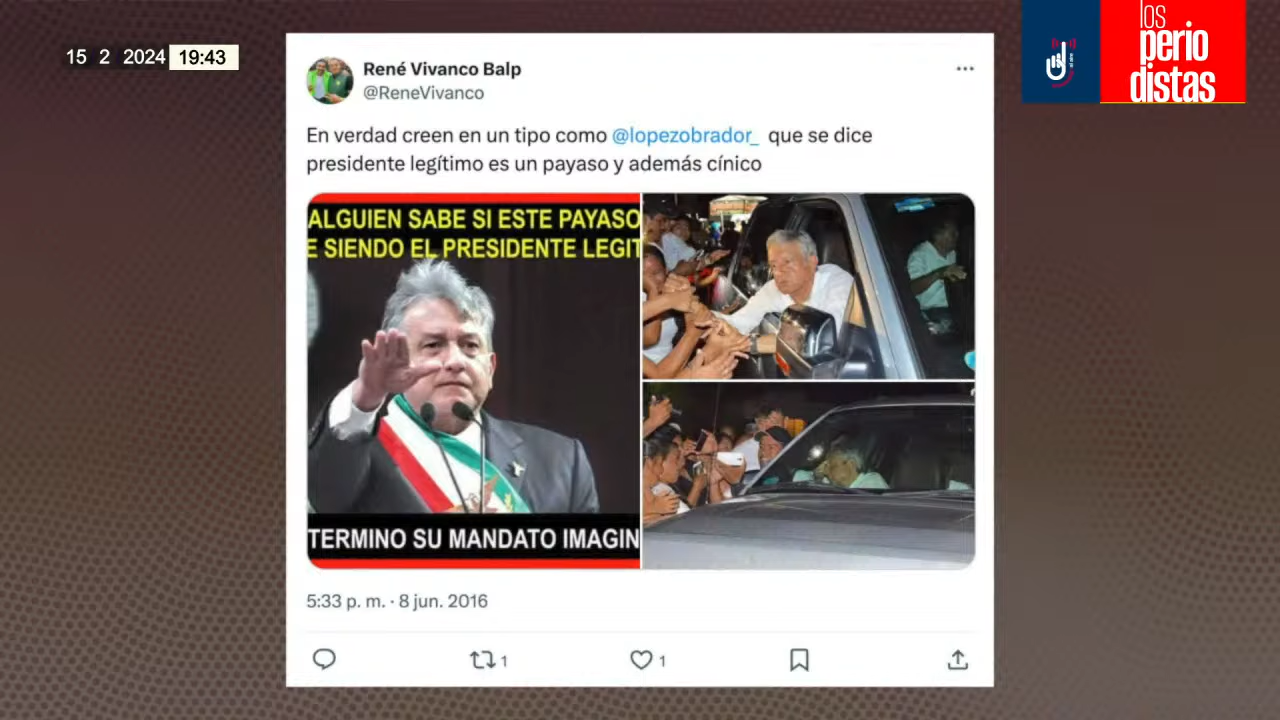 15 2 2024 19:43
los
perio
distas
René Vivanco Balp
@ReneVivanco
En verdad creen en un tipo como @lopezobrador_ que se dice
presidente legítimo es un payaso y además cínico
ALGUIEN SABE SI ESTE PAYASO
E SIENDO EL PRESIDENTE LEGIT
TERMINO SU MANDATO IMAGIN
5:33 p. m. · 8 jun. 2016
1
1